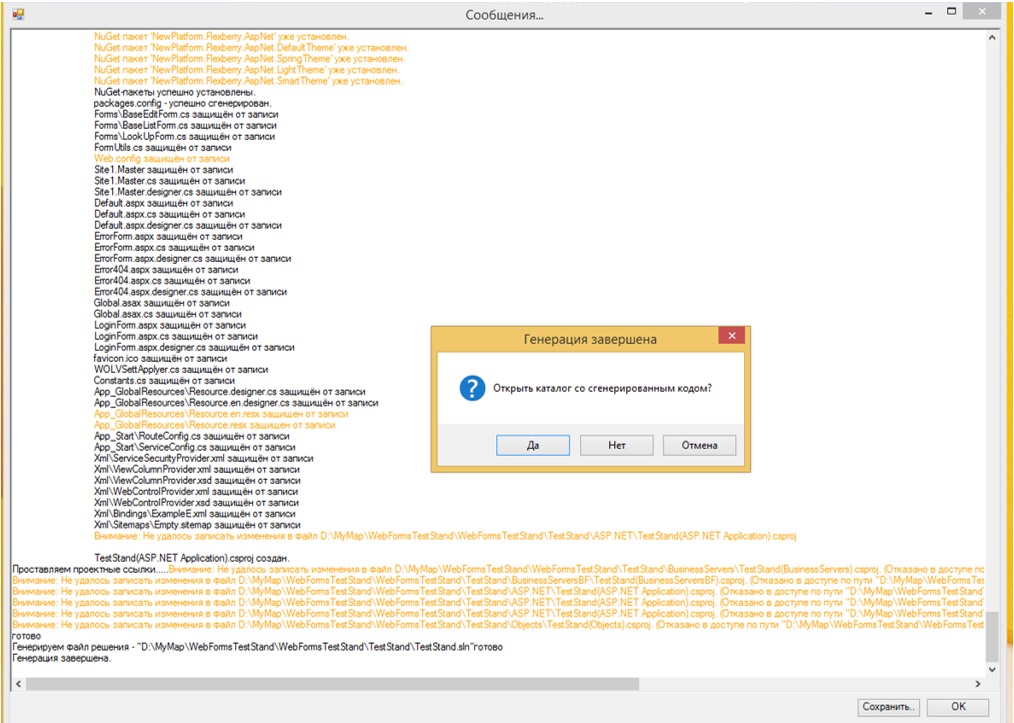 Сообщения...
NuGet пакет 'NewPlatform.Flexberry.AspNet' уже установлен.
NuGet пакет 'NewPlatform.Flexberry.AspNet.DefaultTheme' уже установлен.
NuGet пакет 'NewPlatform.Flexberry.AspNet.SpringTheme' уже установлен.
NuGet пакет 'NewPlatform.Flexberry.AspNet.LightTheme' уже установлен.
NuGet пакет 'NewPlatform.Flexberry.AspNet.SmartTheme' уже установлен.
NuGet-пакеты успешно установлены.
packages.config - успешно сгенерирован.
Forms\BaseEditForm.cs защищён от записи
Forms\BaseListForm.cs защищён от записи
Forms\LookUpForm.cs защищён от записи
FormUtils.cs защищён от записи
Web.config защищён от записи
Site1.Master защищён от записи
Site1.Master.cs защищён от записи
Site1.Master.designer.cs защищён от записи
Default.aspx защищён от записи
Default.aspx.cs защищён от записи
Default.aspx.designer.cs защищён от записи
ErrorForm.aspx защищён от записи
ErrorForm.aspx.cs защищён от записи
ErrorForm.aspx.designer.cs защищён от записи
Error404.aspx защищён от записи
Error404.aspx.cs защищён от записи
Error404.aspx.designer.cs защищён от записи
Global.asax защищён от записи
Global.asax.cs защищён от записи
LoginForm.aspx защищён от записи
LoginForm.aspx.cs защищён от записи
LoginForm.aspx.designer.cs защищён от записи
favicon.ico защищён от записи
WOLVSettApplyer.cs защищён от записи
Constants.cs защищён от записи
App_GlobalResources\Resource.designer.cs защищён от записи
App_GlobalResources\Resource.en.designer.cs защищён от записи
App_GlobalResources\Resource.en.resx защищен от записи
App_GlobalResources\Resource.resx защищен от записи
App_Start\RouteConfig.cs защищён от записи
App_Start\ServiceConfig.cs защищён от записи
Xml\ServiceSecurityProvider.xml защищён от записи
Xml\ViewColumnProvider.xml защищён от записи
Xml\ViewColumnProvider.xsd защищён от записи
Xml\WebControlProvider.xml защищён от записи
Xml\WebControlProvider.xsd защищён от записи
Xml\Bindings\ExampleE.xml защищён от записи
Xml\Sitemaps\Empty.sitemap защищён от записи
Внимание: Не удалось записать изменения в файл D:\MyMap\WebFormsTestStand\WebFormsTestStand\TestStand\ASP.NET\TestStand(ASP.NET Application).csproj
TestStand(ASP.NET Application).csproj создан.
Проставляем проектные ссылки.....Внимание: Не удалось записать изменения в файл D:\MyMap\WebFormsTestStand\WebFormsTestStand\TestStand\BusinessServers\TestStand(BusinessServers).csproj. (Отказано в доступе по
Внимание: Не удалось записать изменения в файл D:\MyMap\WebFormsTestStand\WebFormsTestStand\TestStand\BusinessServersBF\TestStand(BusinessServersBF).csproj. (Отказано в доступе по пути "D:\MyMap\WebFormsTes
Внимание: Не удалось записать изменения в файл D:\MyMap\WebFormsTestStand\WebFormsTestStand\TestStand\ASP.NET\TestStand(ASP.NET Application).csproj. (Отказано в доступе по пути "D:\MyMap\WebFormsTestStand
Внимание: Не удалось записать изменения в файл D:\MyMap\WebFormsTestStand\WebFormsTestStand\TestStand\ASP.NET\TestStand(ASP.NET Application).csproj. (Отказано в доступе по пути "D:\MyMap\WebFormsTestStand
Внимание: Не удалось записать изменения в файл D:\MyMap\WebFormsTestStand\WebFormsTestStand\TestStand\ASP.NET\TestStand(ASP.NET Application).csproj. (Отказано в доступе по пути "D:\MyMap\WebFormsTestStand
Внимание: Не удалось записать изменения в файл D:\MyMap\WebFormsTestStand\WebFormsTestStand\TestStand\Objects\TestStand(Objects).csproj. (Отказано в доступе по пути "D:\MyMap\WebFormsTestStand\WebFormsTest
готово
Генерируем файл решения - "D:\MyMap\WebFormsTestStand\WebFormsTestStand\TestStand\TestStand.sln"готово
Генерация завершена.
Генерация завершена
Открыть каталог со сгенерированным кодом?
Да Нет Отмена
Сохранить.. OK